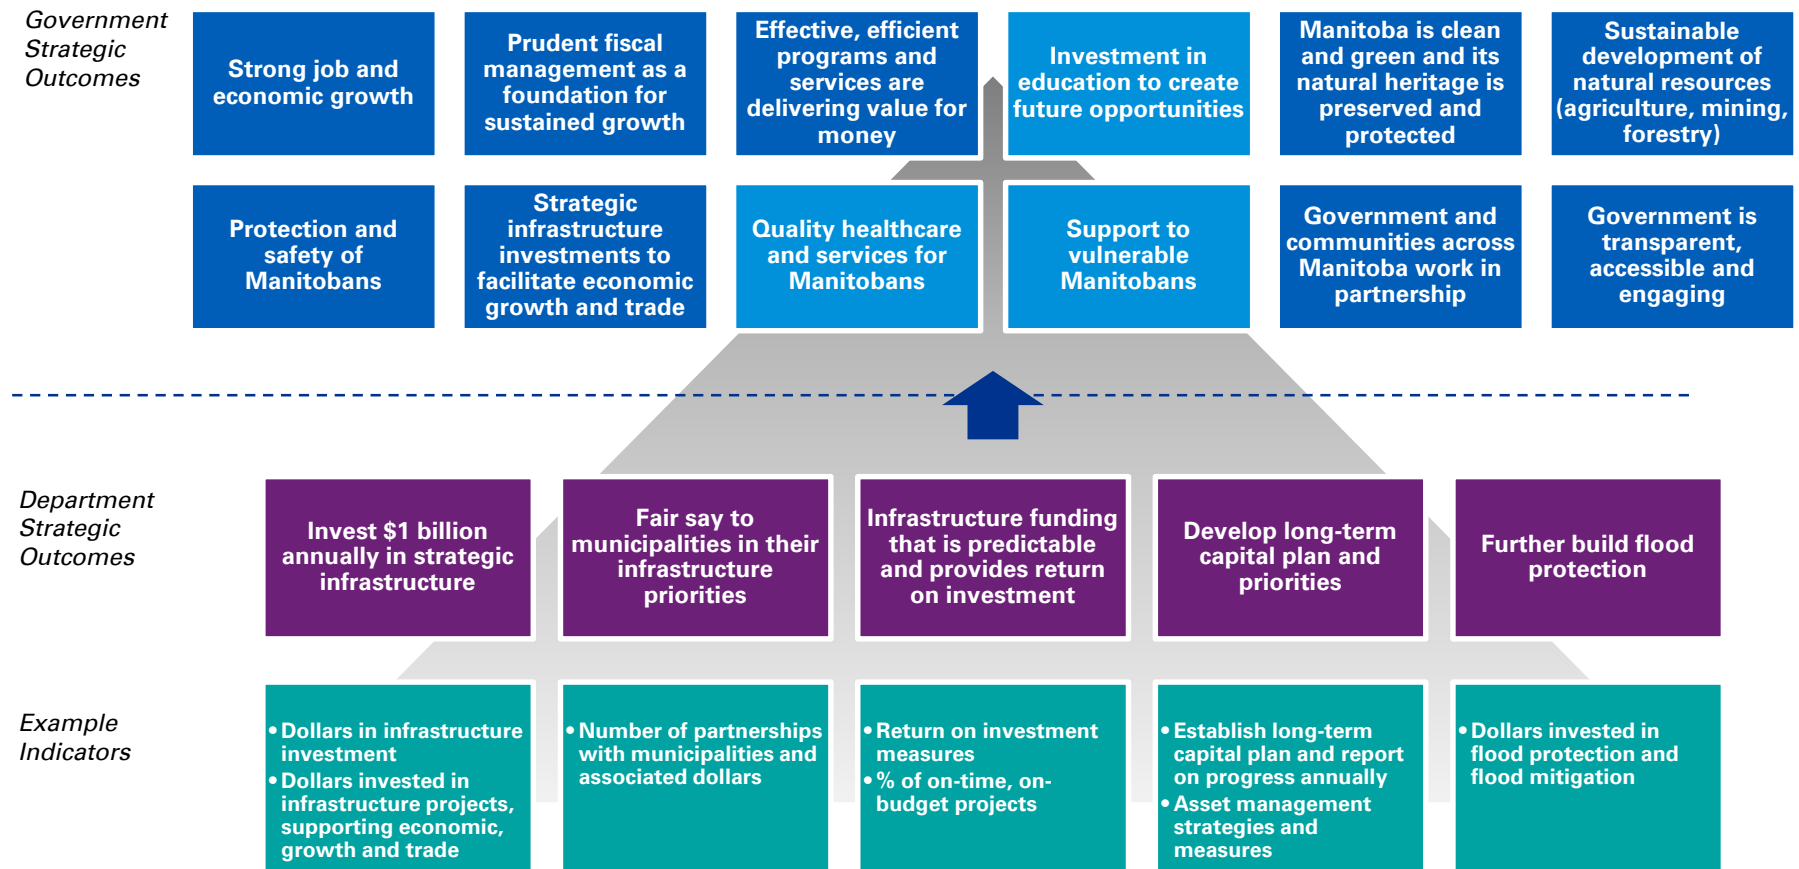 Government
Strategic
Outcomes
Strong job and
economic growth
Prudent fiscal
management as a
foundation for
sustained growth
Effective, efficient
programs and
services are
delivering value for
money
Investment in
education to create
future opportunities
Manitoba is clean
and green and its
natural heritage is
preserved and
protected
Sustainable
development of
natural resources
(agriculture, mining,
forestry)
Protection and
safety of
Manitobans
Strategic
infrastructure
investments to
facilitate economic
growth and trade
Quality healthcare
and services for
Manitobans
Support to
vulnerable
Manitobans
Government and
communities across
Manitoba work in
partnership
Government is
transparent,
accessible and
engaging
Department
Strategic
Outcomes
Invest $1 billion
annually in strategic
infrastructure
Fair say to
municipalities in their
infrastructure
priorities
Infrastructure funding
that is predictable
and provides return
on investment
Develop long-term
capital plan and
priorities
Further build flood
protection
Example
Indicators
• Dollars in infrastructure
investment
• Dollars invested in
infrastructure projects,
supporting economic,
growth and trade
• Number of partnerships
with municipalities and
associated dollars
• Return on investment
measures
• % of on-time, on-
budget projects
• Establish long-term
capital plan and report
on progress annually
• Asset management
strategies and
measures
• Dollars invested in
flood protection and
flood mitigation